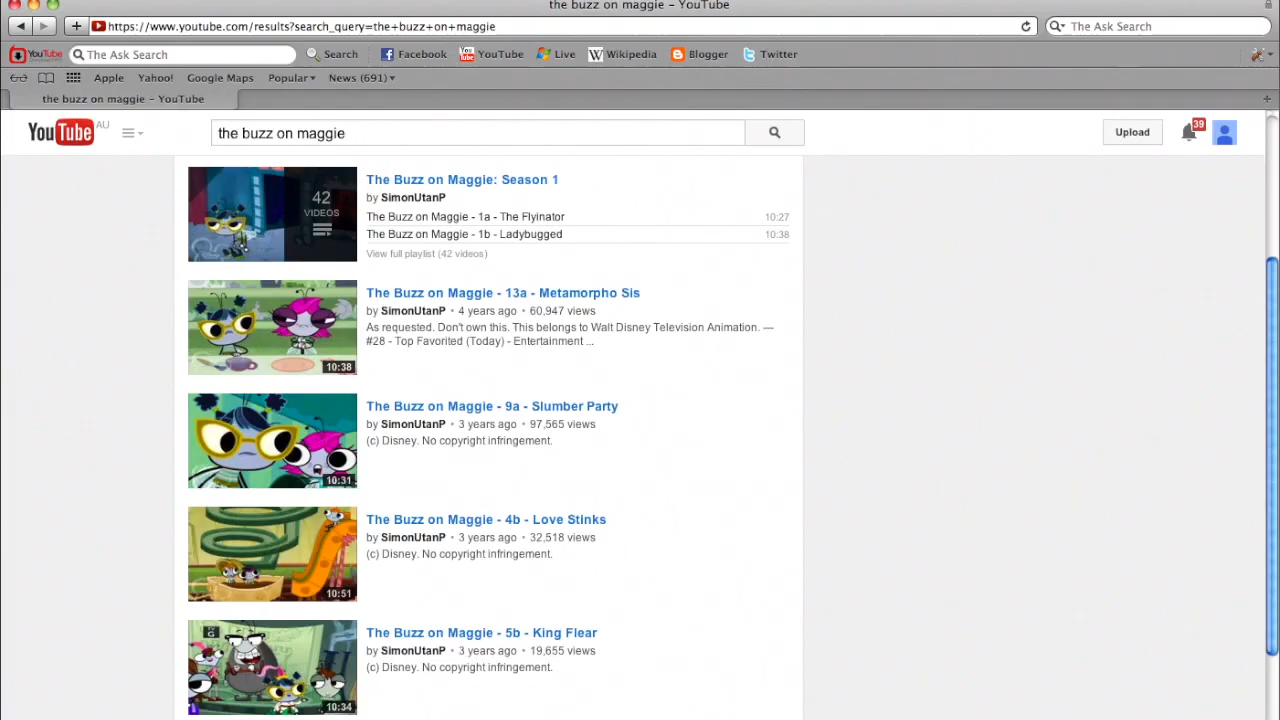 the buzz on maggie – YouTube
https://www.youtube.com/results?search_query=the+buzz+on+maggie
The Ask Search
YouTube
The Ask Search
Search
Facebook
YouTube
Live
Wikipedia
Blogger
Twitter
Apple
Yahoo!
Google Maps
Popular
News (691)
the buzz on maggie – YouTube
YouTube AU
the buzz on maggie
Upload
39
42
VIDEOS
The Buzz on Maggie: Season 1
by SimonUtanP
The Buzz on Maggie - 1a - The Flyinator 10:27
The Buzz on Maggie - 1b - Ladybugged 10:38
View full playlist (42 videos)
10:38
The Buzz on Maggie - 13a - Metamorpho Sis
by SimonUtanP • 4 years ago • 60,947 views
As requested. Don't own this. This belongs to Walt Disney Television Animation. —
#28 - Top Favorited (Today) - Entertainment ...
10:31
The Buzz on Maggie - 9a - Slumber Party
by SimonUtanP • 3 years ago • 97,565 views
(c) Disney. No copyright infringement.
10:51
The Buzz on Maggie - 4b - Love Stinks
by SimonUtanP • 3 years ago • 32,518 views
(c) Disney. No copyright infringement.
G
10:34
The Buzz on Maggie - 5b - King Flear
by SimonUtanP • 3 years ago • 19,655 views
(c) Disney. No copyright infringement.